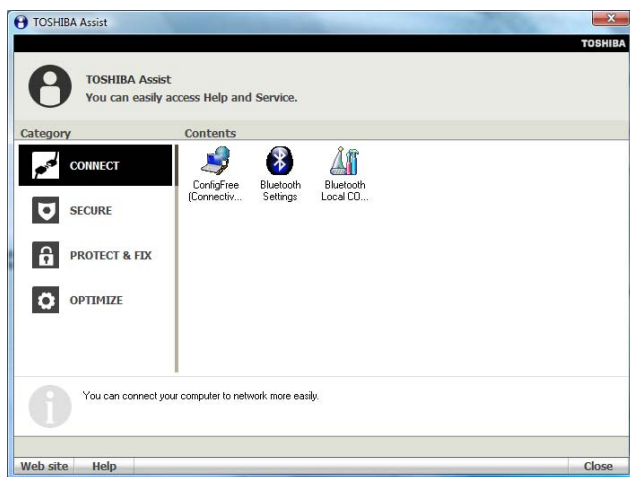 TOSHIBA Assist
TOSHIBA
TOSHIBA Assist
You can easily access Help and Service.
Category
Contents
CONNECT
SECURE
PROTECT & FIX
OPTIMIZE
ConfigFree
(Connectiv...
Bluetooth
Settings
Bluetooth
Local CO...
You can connect your computer to network more easily.
Web site
Help
Close